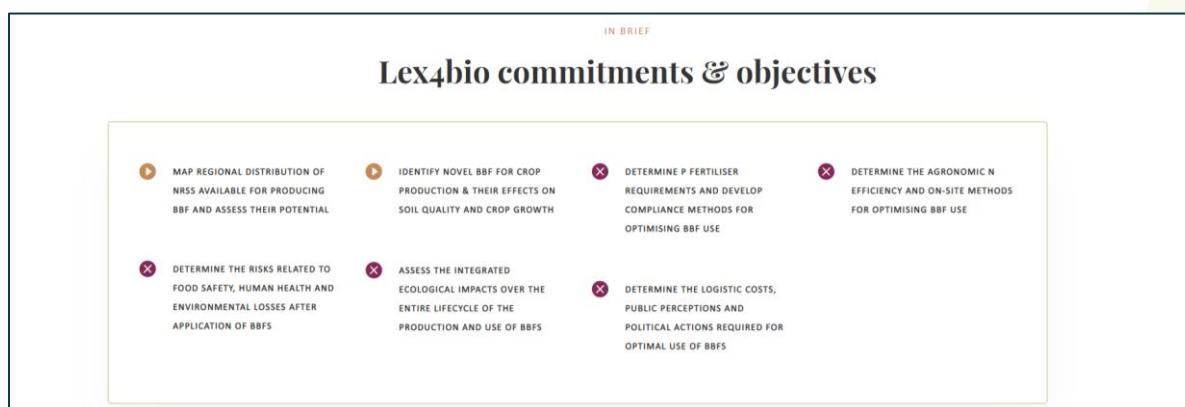 IN BRIEF
Lex4bio commitments & objectives
MAP REGIONAL DISTRIBUTION OF
NRSS AVAILABLE FOR PRODUCING
BBF AND ASSESS THEIR POTENTIAL
IDENTIFY NOVEL BBF FOR CROP
PRODUCTION & THEIR EFFECTS ON
SOIL QUALITY AND CROP GROWTH
DETERMINE P FERTILISER
REQUIREMENTS AND DEVELOP
COMPLIANCE METHODS FOR
OPTIMISING BBF USE
DETERMINE THE AGRONOMIC N
EFFICIENCY AND ON-SITE METHODS
FOR OPTIMISING BBF USE
DETERMINE THE RISKS RELATED TO
FOOD SAFETY, HUMAN HEALTH AND
ENVIRONMENTAL LOSSES AFTER
APPLICATION OF BBFS
ASSESS THE INTEGRATED
ECOLOGICAL IMPACTS OVER THE
ENTIRE LIFECYCLE OF THE
PRODUCTION AND USE OF BBFS
DETERMINE THE LOGISTIC COSTS,
PUBLIC PERCEPTIONS AND
POLITICAL ACTIONS REQUIRED FOR
OPTIMAL USE OF BBFS